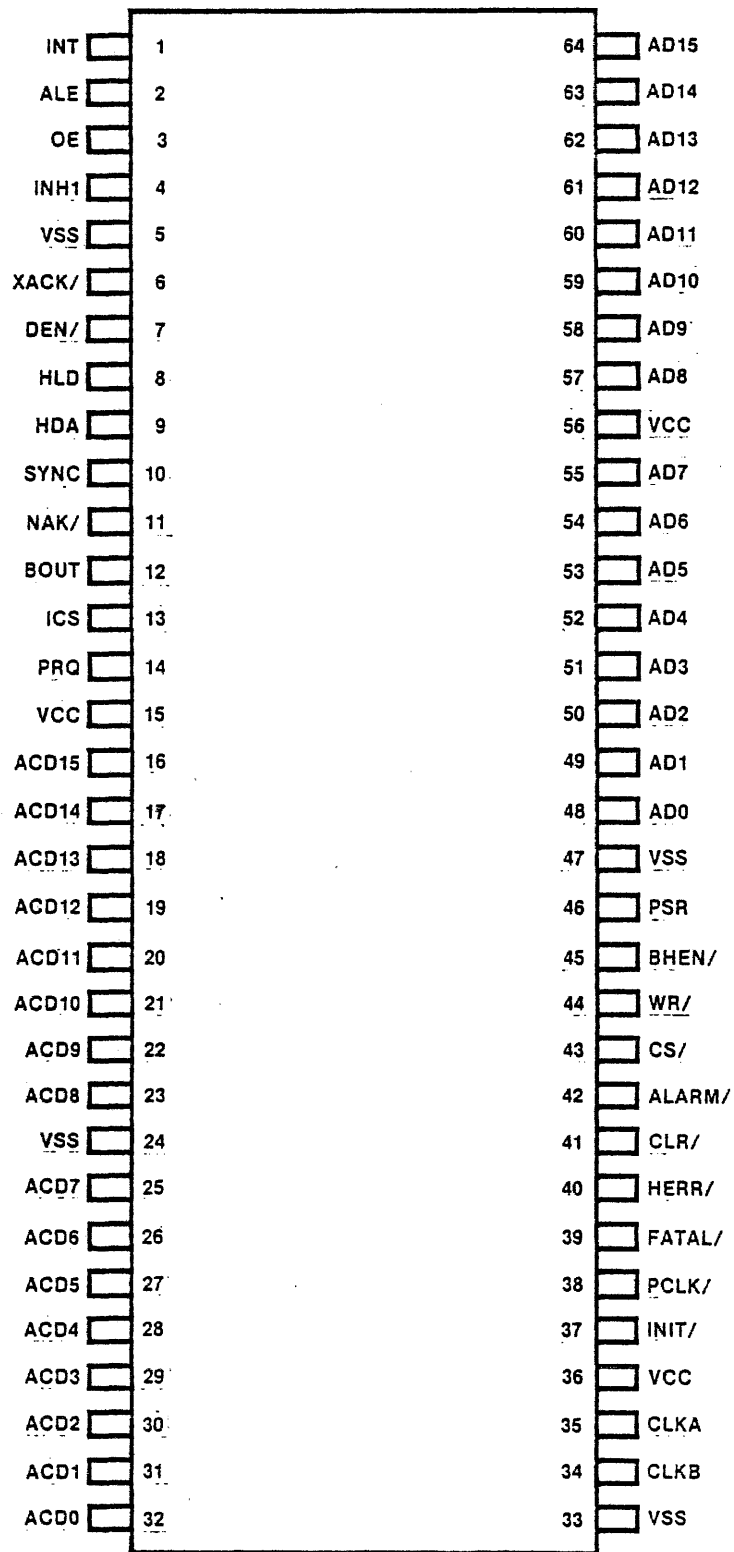 INT 1 64 AD15
ALE 2 63 AD14
OE 3 62 AD13
INH1 4 61 AD12
VSS 5 60 AD11
XACK/ 6 59 AD10
DEN/ 7 58 AD9
HLD 8 57 AD8
HDA 9 56 VCC
SYNC 10 55 AD7
NAK/ 11 54 AD6
BOUT 12 53 AD5
ICS 13 52 AD4
PRQ 14 51 AD3
VCC 15 50 AD2
ACD15 16 49 AD1
ACD14 17 48 AD0
ACD13 18 47 VSS
ACD12 19 46 PSR
ACD11 20 45 BHEN/
ACD10 21 44 WR/
ACD9 22 43 CS/
ACD8 23 42 ALARM/
VSS 24 41 CLR/
ACD7 25 40 HERR/
ACD6 26 39 FATAL/
ACD5 27 38 PCLK/
ACD4 28 37 INIT/
ACD3 29 36 VCC
ACD2 30 35 CLKA
ACD1 31 34 CLKB
ACD0 32 33 VSS